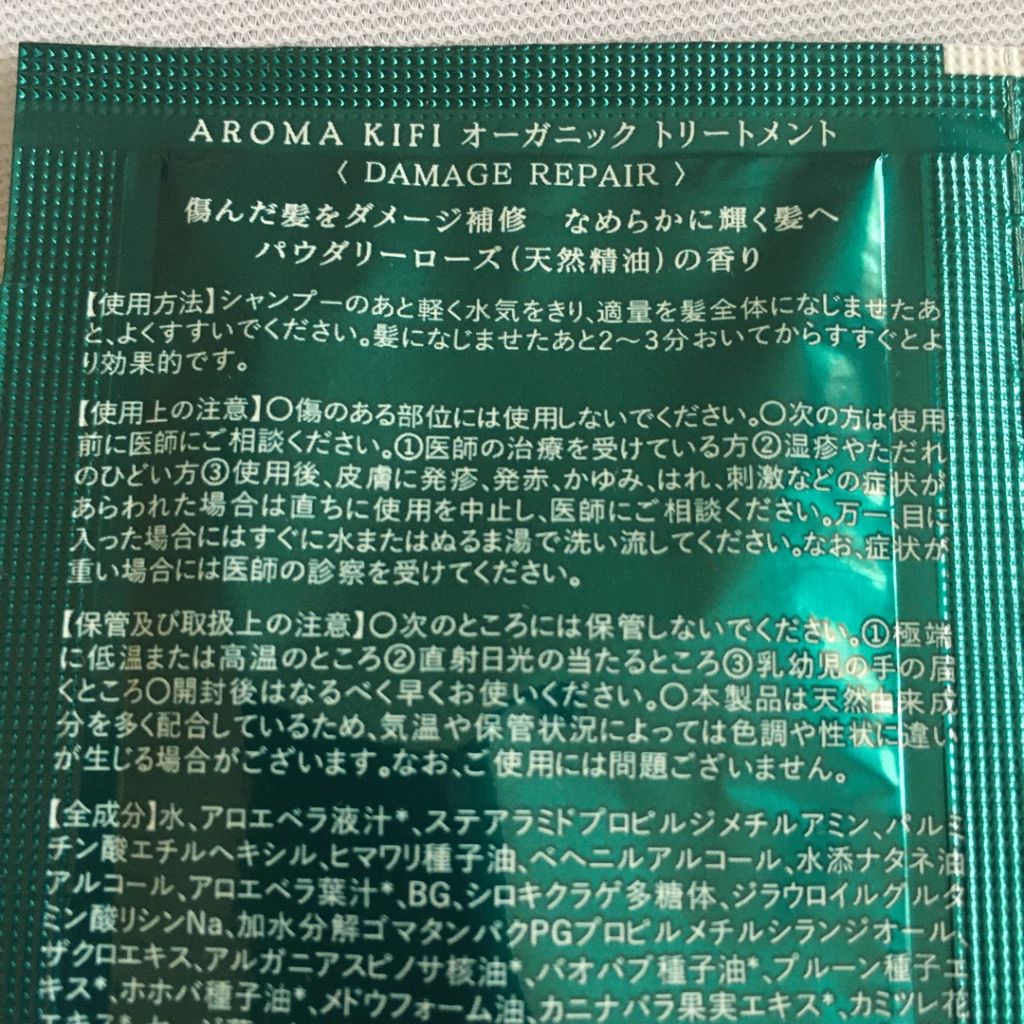 AROMA KIFI オーガニック トリートメント
〈 DAMAGE REPAIR 〉
傷んだ髪をダメージ補修 なめらかに輝く髪へ
パウダリーローズ(天然精油)の香り
【使用方法】シャンプーのあと軽く水気をきり、適量を髪全体になじませたあ
と、よくすすいでください。髪になじませたあと2〜3分おいてからすすぐとよ
り効果的です。
【使用上の注意】〇傷のある部位には使用しないでください。〇次の方は使用
前に医師にご相談ください。①医師の治療を受けている方②湿疹やただれ
のひどい方③使用後、皮膚に発疹、発赤、かゆみ、はれ、刺激などの症状が
あらわれた場合は直ちに使用を中止し、医師にご相談ください。万一、目に
入った場合にはすぐに水またはぬるま湯で洗い流してください。なお、症状が
重い場合には医師の診察を受けてください。
【保管及び取扱上の注意】〇次のところには保管しないでください。①極端
に低温または高温のところ②直射日光の当たるところ③乳幼児の手の届
くところ〇開封後はなるべく早くお使いください。〇本製品は天然由来成
分を多く配合しているため、気温や保管状況によっては色調や性状に違い
が生じる場合がございます。なお、ご使用には問題ございません。
【全成分】水、アロエベラ液汁*、ステアラミドプロピルジメチルアミン、パルミ
チン酸エチルヘキシル、ヒマワリ種子油、ベヘニルアルコール、水添ナタネ油
アルコール、アロエベラ葉汁*、BG、シロキクラゲ多糖体、ジラウロイルグルタ
ミン酸リシンNa、加水分解ゴマタンパクPGプロピルメチルシランジオール、
ザクロエキス、アルガニアスピノサ核油*、バオバブ種子油*、プルーン種子エ
キス*、ホホバ種子油*、メドウフォーム油、カニナバラ果実エキス*、カミツレ花